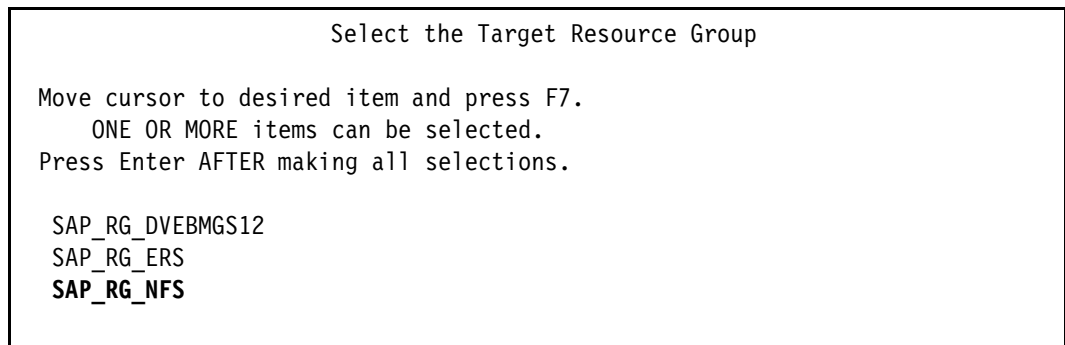 Select the Target Resource Group
Move cursor to desired item and press F7.
ONE OR MORE items can be selected.
Press Enter AFTER making all selections.
SAP_RG_DVEBMGS12
SAP_RG_ERS
SAP_RG_NFS